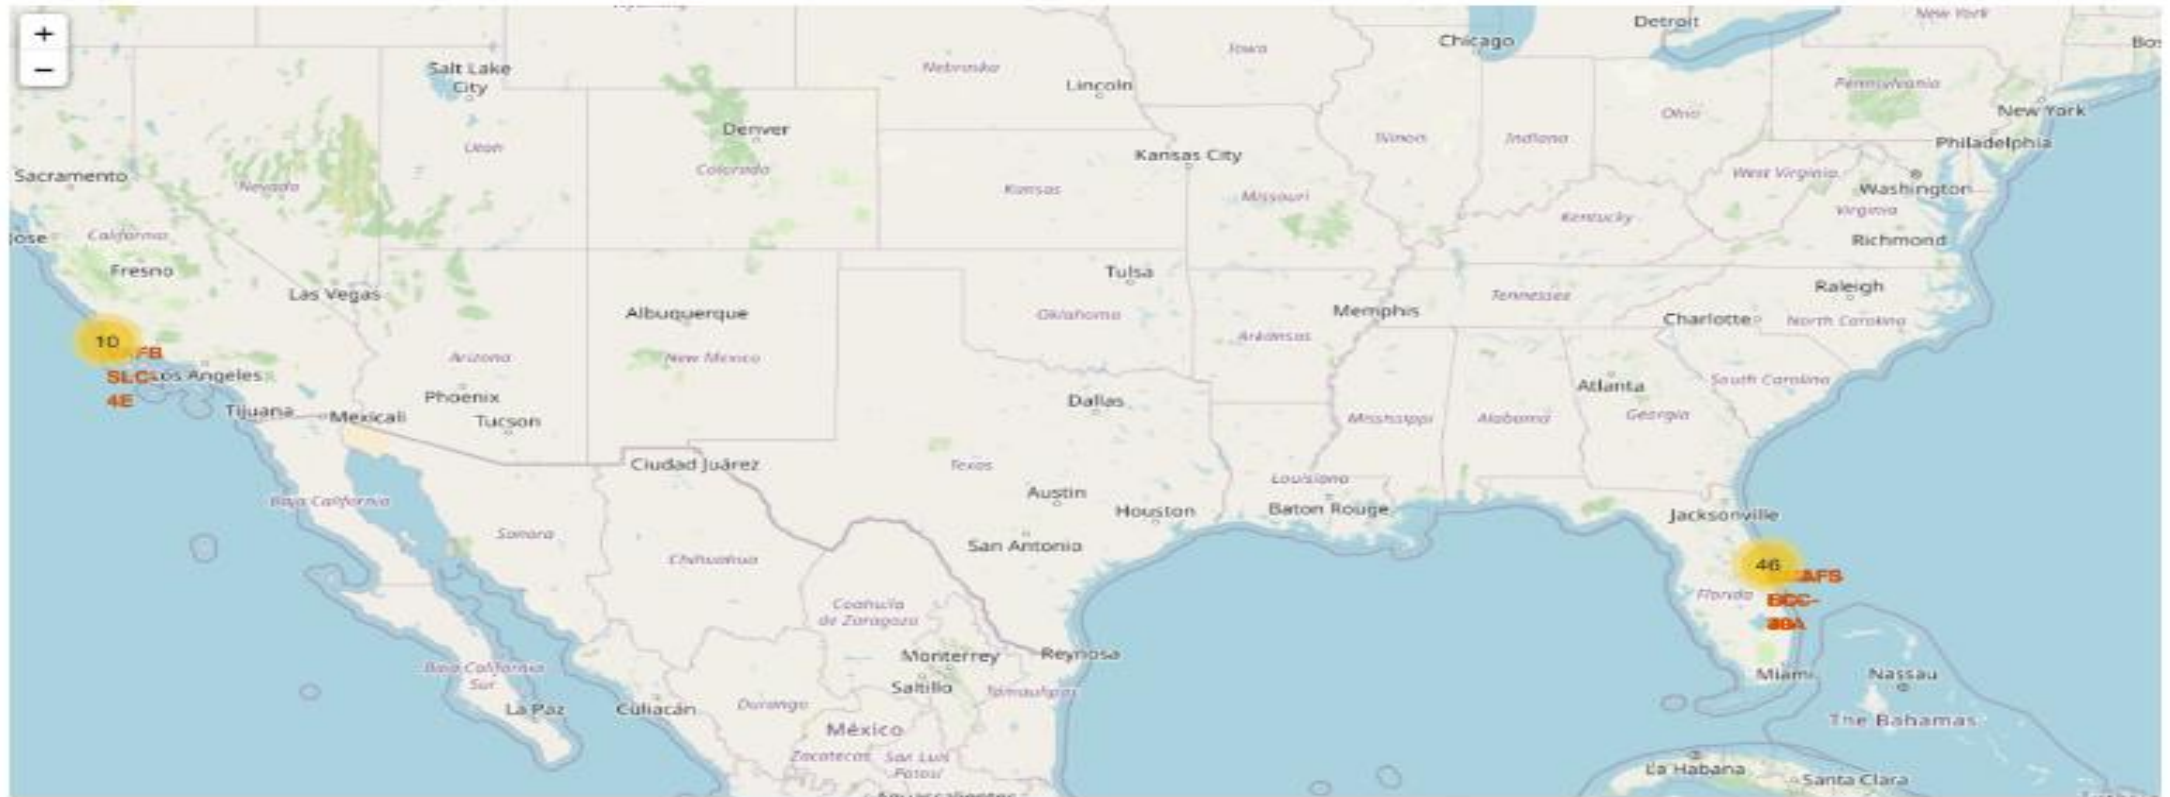 +
−
Detroit
New York
Chicago
Iowa
Salt Lake
City
Nebraska
Lincoln
Pennsylvania
New York
Ohio
Denver
Illinois
Indiana
Philadelphia
Utah
Kansas City
Colorado
West Virginia
Sacramento
Nevada
Kansas
Missouri
Washington
Virginia
Kentucky
California
Richmond
Fresno
Tulsa
Las Vegas
Raleigh
Tennessee
Albuquerque
Oklahoma
Memphis
Charlotte
North Carolina
10
Arkansas
Arizona
New Mexico
SLC-
Los Angeles
South Carolina
Atlanta
4E
Phoenix
Dallas
Tijuana
Mexicali
Tucson
Mississippi
Alabama
Georgia
Ciudad Juárez
Texas
Louisiana
Baja California
Austin
Houston
Baton Rouge
Jacksonville
Sonora
San Antonio
Chihuahua
46
Florida
Coahuila
de Zaragoza
Monterrey
Reynosa
Baja California
Sur
Saltillo
Tamaulipas
Miami
Nassau
La Paz
Culiacán
Durango
México
The Bahamas
Zacatecas
San Luis
Potosí
La Habana
Santa Clara
Aguascalientes